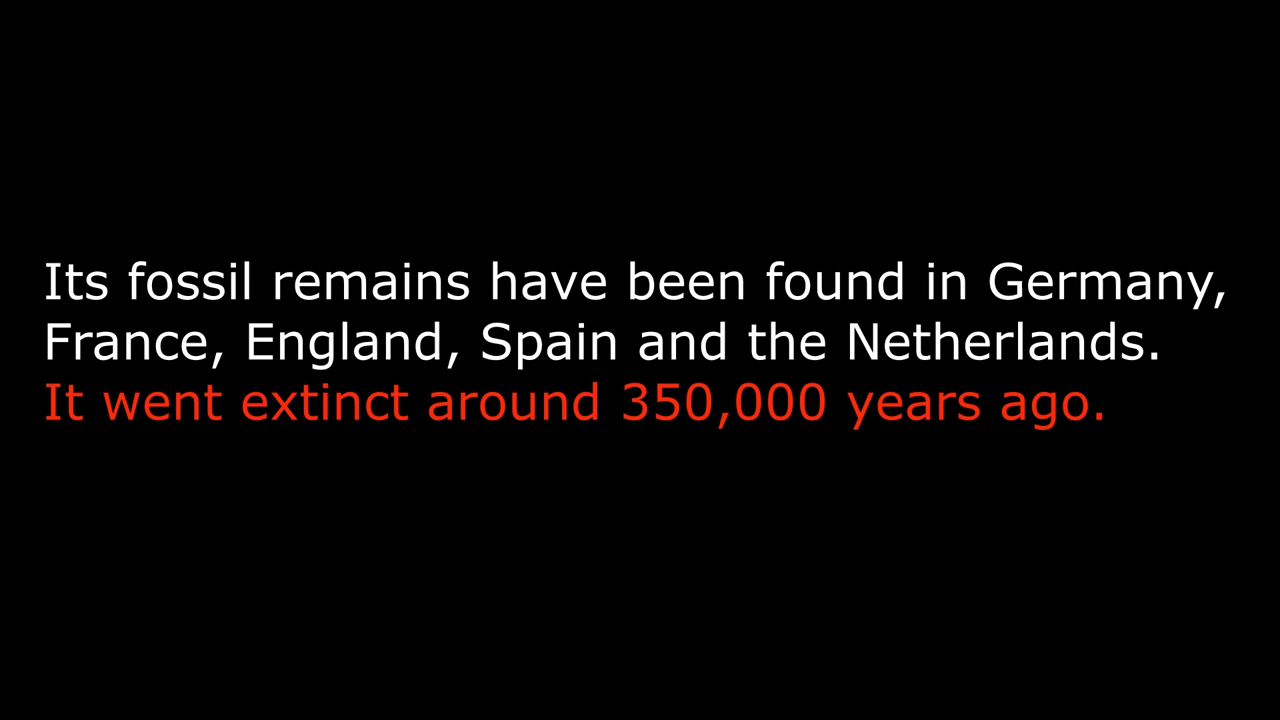 Its fossil remains have been found in Germany,
France, England, Spain and the Netherlands.
It went extinct around 350,000 years ago.